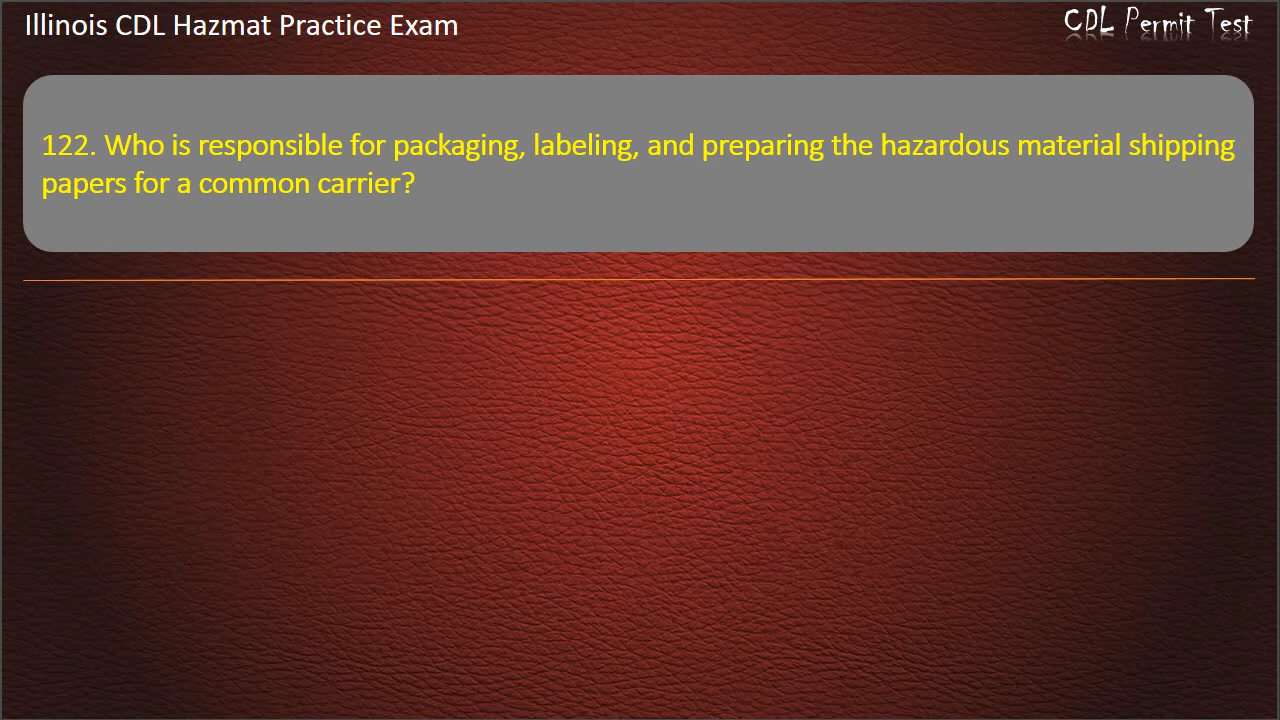 Illinois CDL Hazmat Practice Exam
CDL Permit Test
122. Who is responsible for packaging, labeling, and preparing the hazardous material shipping
papers for a common carrier?